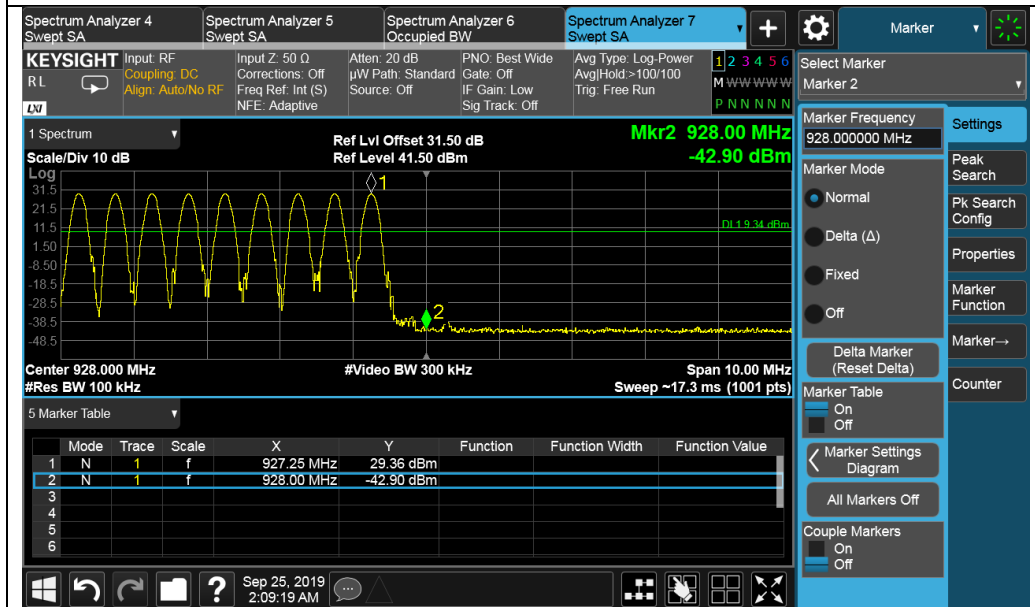 Spectrum Analyzer 4
Swept SA
Spectrum Analyzer 5
Swept SA
Spectrum Analyzer 6
Occupied BW
Spectrum Analyzer 7
Swept SA
Marker
KEYSIGHT
RL
LXI
Input: RF
Coupling: DC
Align: Auto/No RF
Input Z: 50 Ω
Corrections: Off
Freq Ref: Int (S)
NFE: Adaptive
Atten: 20 dB
µW Path: Standard
Source: Off
PNO: Best Wide
Gate: Off
IF Gain: Low
Sig Track: Off
Avg Type: Log-Power
Avg|Hold:>100/100
Trig: Free Run
1 2 3 4 5 6
M W W W W W
P N N N N N
Select Marker
Marker 2
1 Spectrum
Scale/Div 10 dB
Ref Lvl Offset 31.50 dB
Ref Level 41.50 dBm
Mkr2 928.00 MHz
-42.90 dBm
Log
31.5
21.5
11.5
1.50
-8.50
-18.5
-28.5
-38.5
-48.5
1
DL1 9.34 dBm
2
Center 928.000 MHz
#Res BW 100 kHz
#Video BW 300 kHz
Span 10.00 MHz
Sweep ~17.3 ms (1001 pts)
5 Marker Table
Mode Trace Scale X Y Function Function Width Function Value
1 N 1 f 927.25 MHz 29.36 dBm
2 N 1 f 928.00 MHz -42.90 dBm
3
4
5
6
Marker Frequency
928.000000 MHz
Marker Mode
Normal
Delta (Δ)
Fixed
Off
Delta Marker
(Reset Delta)
Marker Table
On
Off
Marker Settings
Diagram
All Markers Off
Couple Markers
On
Off
Settings
Peak
Search
Pk Search
Config
Properties
Marker
Function
Marker→
Counter
?
Sep 25, 2019
2:09:19 AM